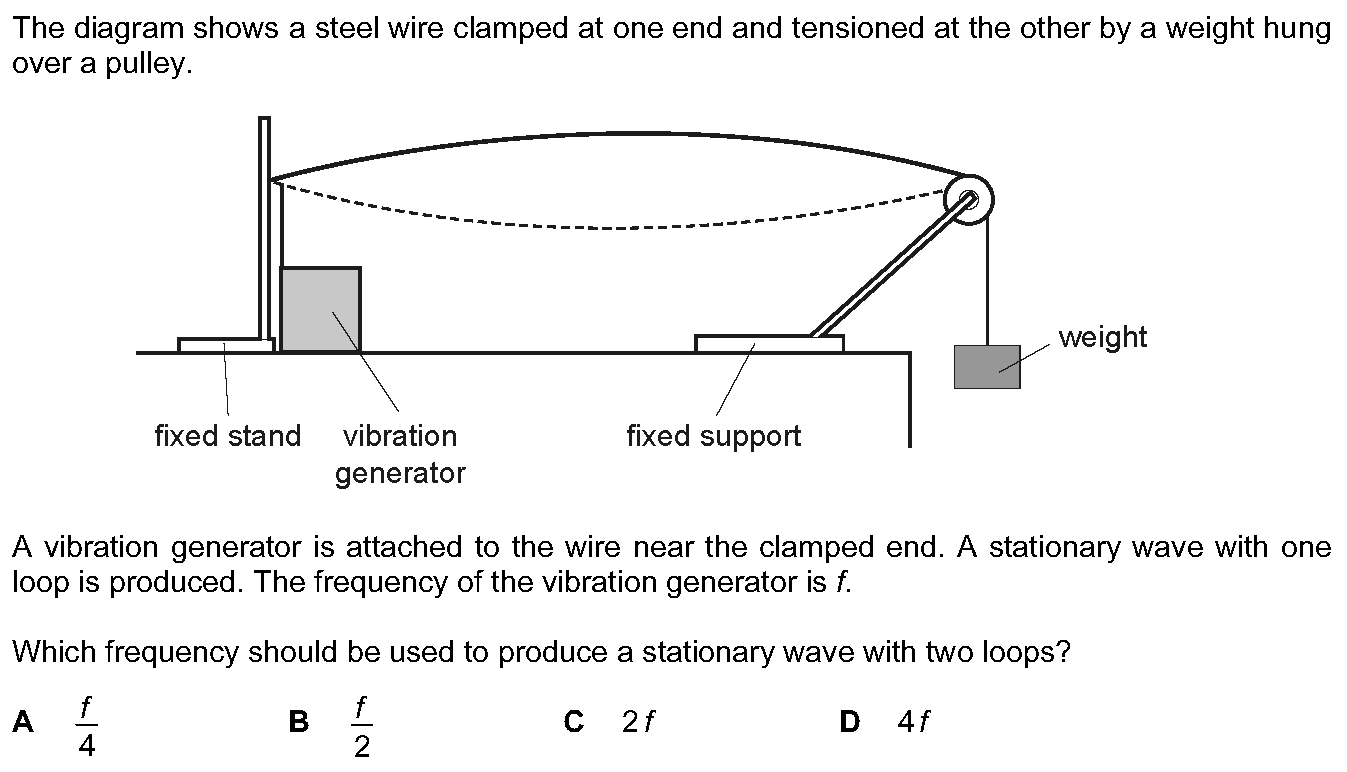 The diagram shows a steel wire clamped at one end and tensioned at the other by a weight hung
over a pulley.
weight
fixed stand
vibration
generator
fixed support
A vibration generator is attached to the wire near the clamped end. A stationary wave with one
loop is produced. The frequency of the vibration generator is f.
Which frequency should be used to produce a stationary wave with two loops?
A f/4 B f/2 C 2f D 4f